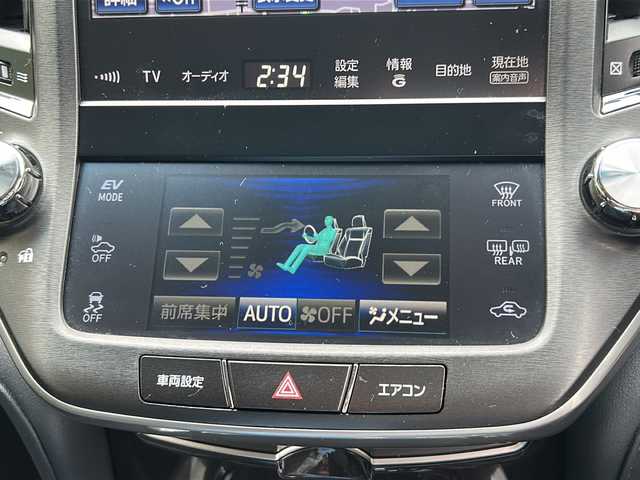 詳細
OFF
TV
オーディオ
2:34
設定
編集
情報
G
目的地
現在地
案内音声
EV
MODE
OFF
OFF
FRONT
REAR
前席集中
AUTO
OFF
メニュー
車両設定
エアコン